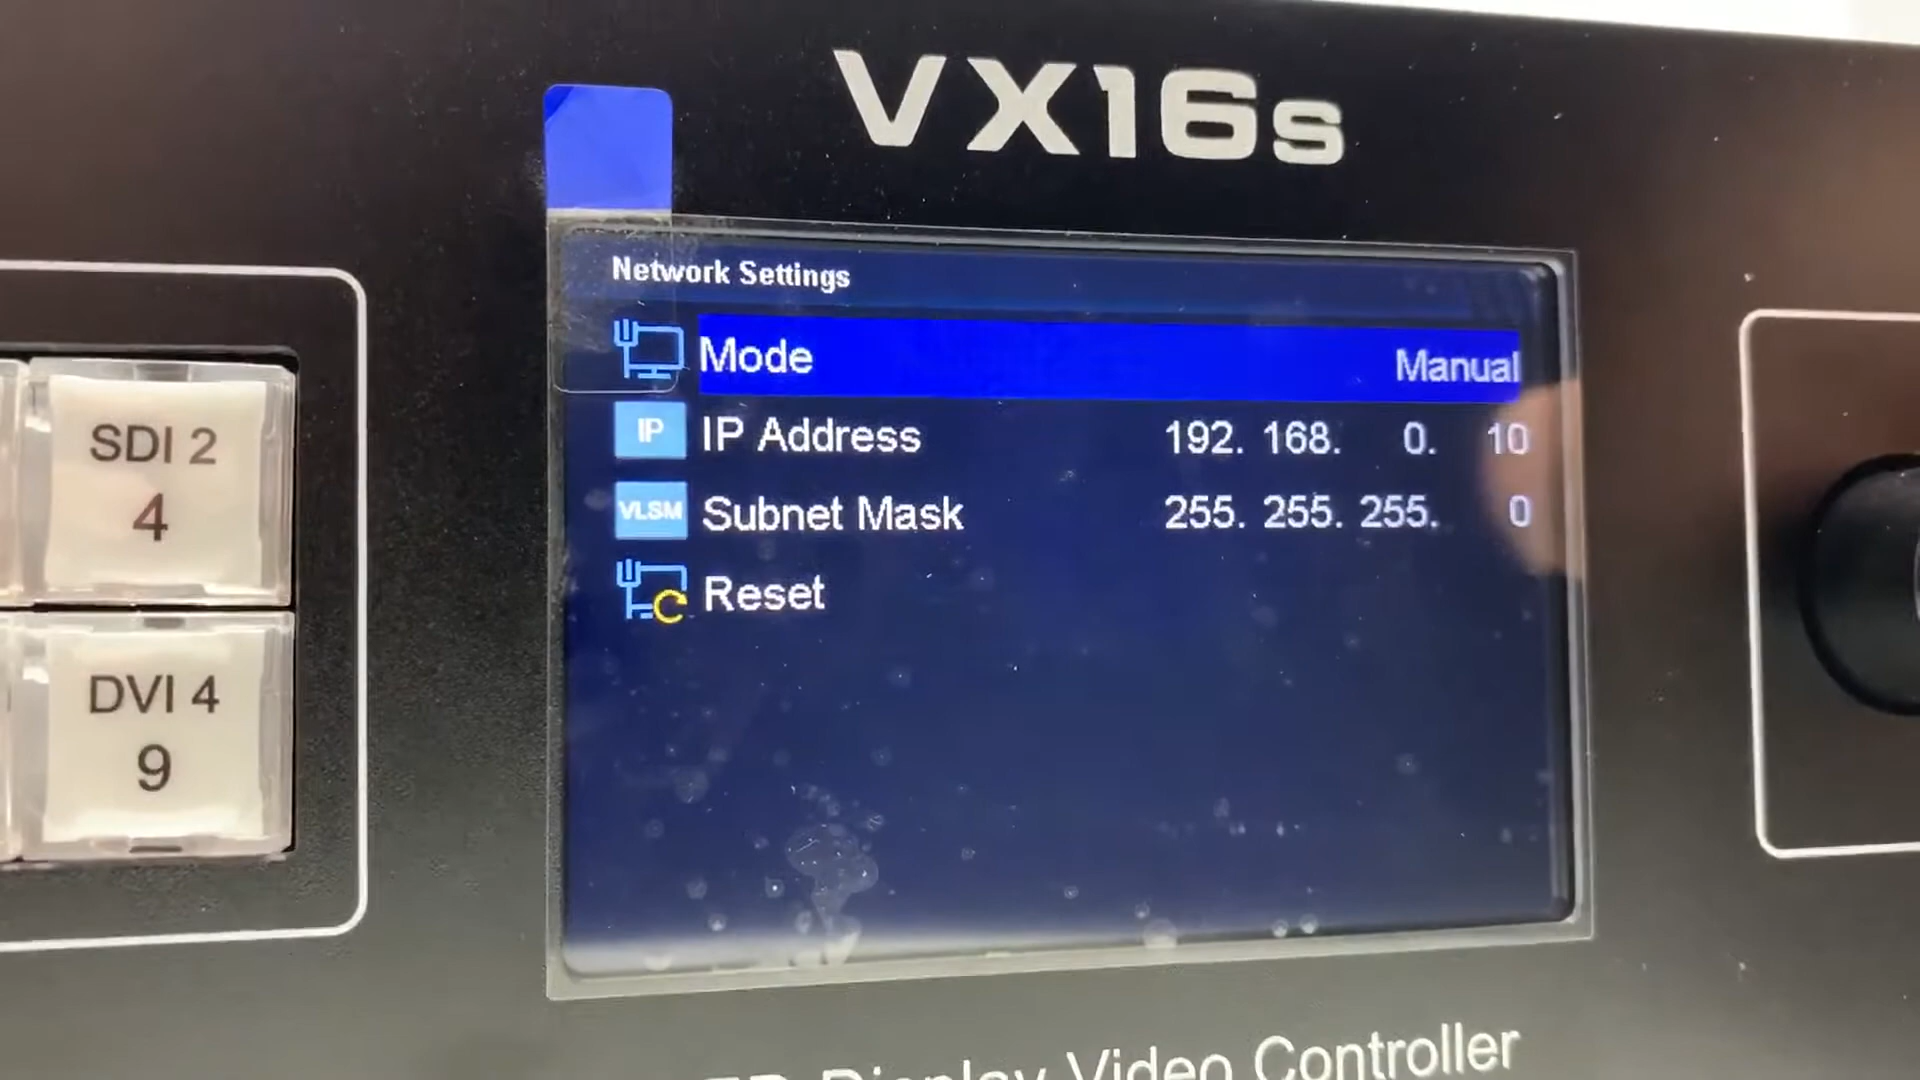 VX16s
Network Settings
Mode Manual
IP IP Address 192. 168. 0. 10
VLSM Subnet Mask 255. 255. 255. 0
Reset
SDI 2
4
DVI 4
9
Display Video Controller